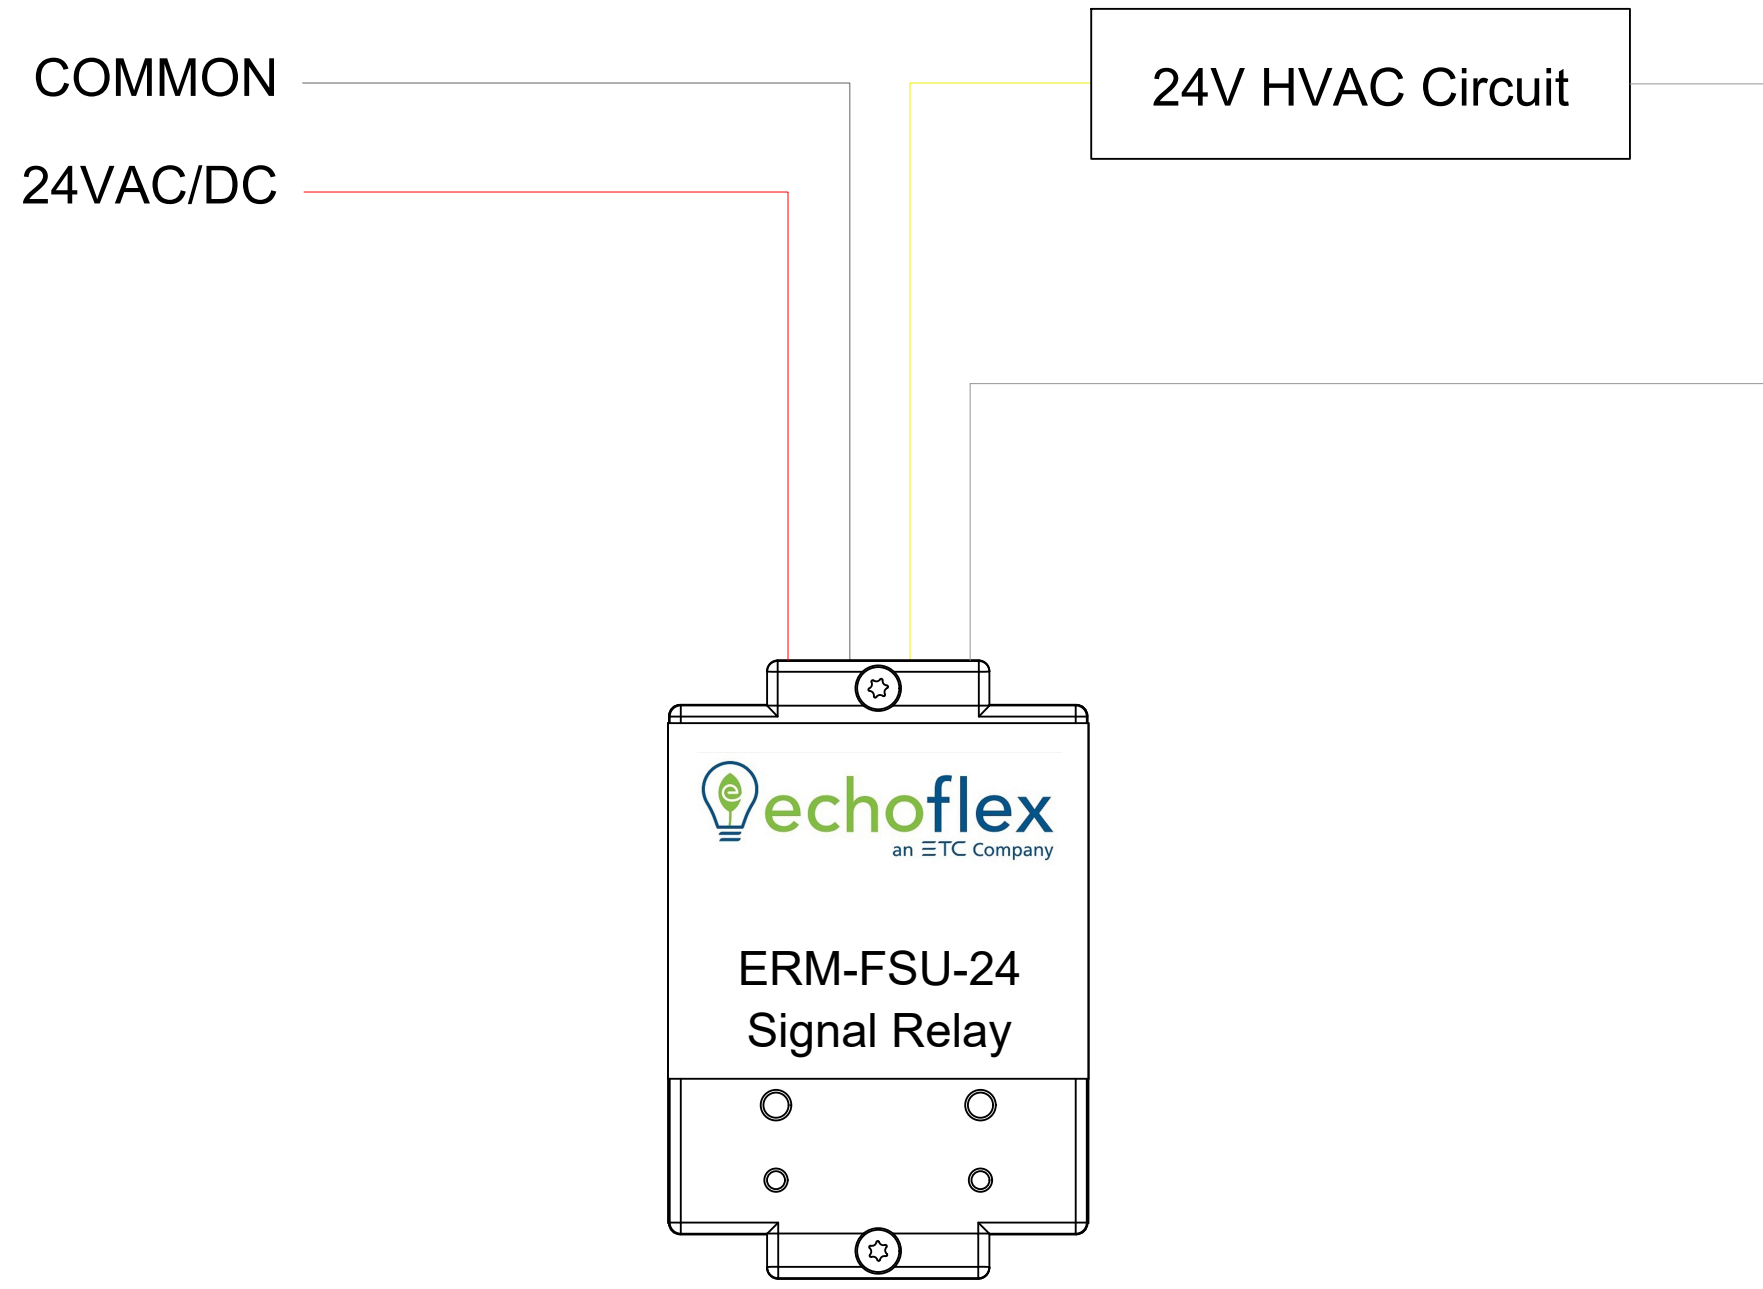 COMMON
24VAC/DC
24V HVAC Circuit
e echoflex
an ETC Company
ERM-FSU-24
Signal Relay